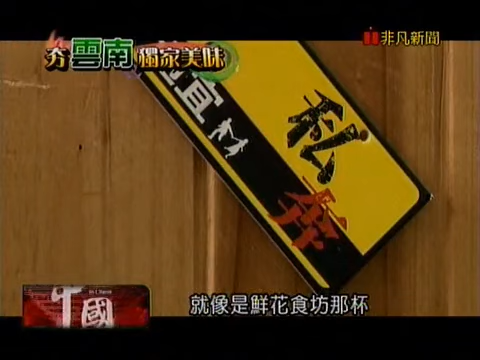 夯雲南獨家美味
非凡新聞
宜
私
中國
就像是鮮花食坊那杯